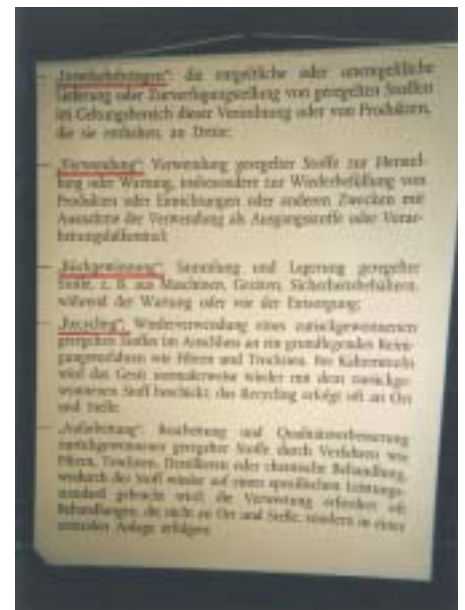 – „Inverkehrbringen“: die entgeltliche oder unentgeltliche
Lieferung oder Zurverfügungstellung von geregelten Stoffen
im Geltungsbereich dieser Verordnung oder von Produkten,
die sie enthalten, an Dritte;
– „Verwendung“: Verwendung geregelter Stoffe zur Herstel-
lung oder Wartung, insbesondere zur Wiederbefüllung von
Produkten oder Einrichtungen oder anderen Zwecken mit
Ausnahme der Verwendung als Ausgangsstoffe oder Verar-
beitungshilfsmittel;
– „Rückgewinnung“: Sammlung und Lagerung geregelter
Stoffe, z. B. aus Maschinen, Geräten, Sicherheitsbehältern,
während der Wartung oder vor der Entsorgung;
– „Recycling“: Wiederverwendung eines zurückgewonnenen
geregelten Stoffes im Anschluss an ein grundlegendes Reini-
gungsverfahren wie Filtern und Trocknen. Bei Kältemitteln
wird das Gerät normalerweise wieder mit dem zurückge-
wonnenen Stoff beschickt; das Recycling erfolgt oft an Ort
und Stelle;
– „Aufarbeitung“: Bearbeitung und Qualitätsverbesserung
zurückgewonnener geregelter Stoffe durch Verfahren wie
Filtern, Trocknen, Destillieren oder chemische Behandlung,
wodurch der Stoff wieder auf einen spezifischen Leistungs-
standard gebracht wird; die Verwertung erfordert oft
Behandlungen, die nicht an Ort und Stelle, sondern in einer
zentralen Anlage erfolgen;